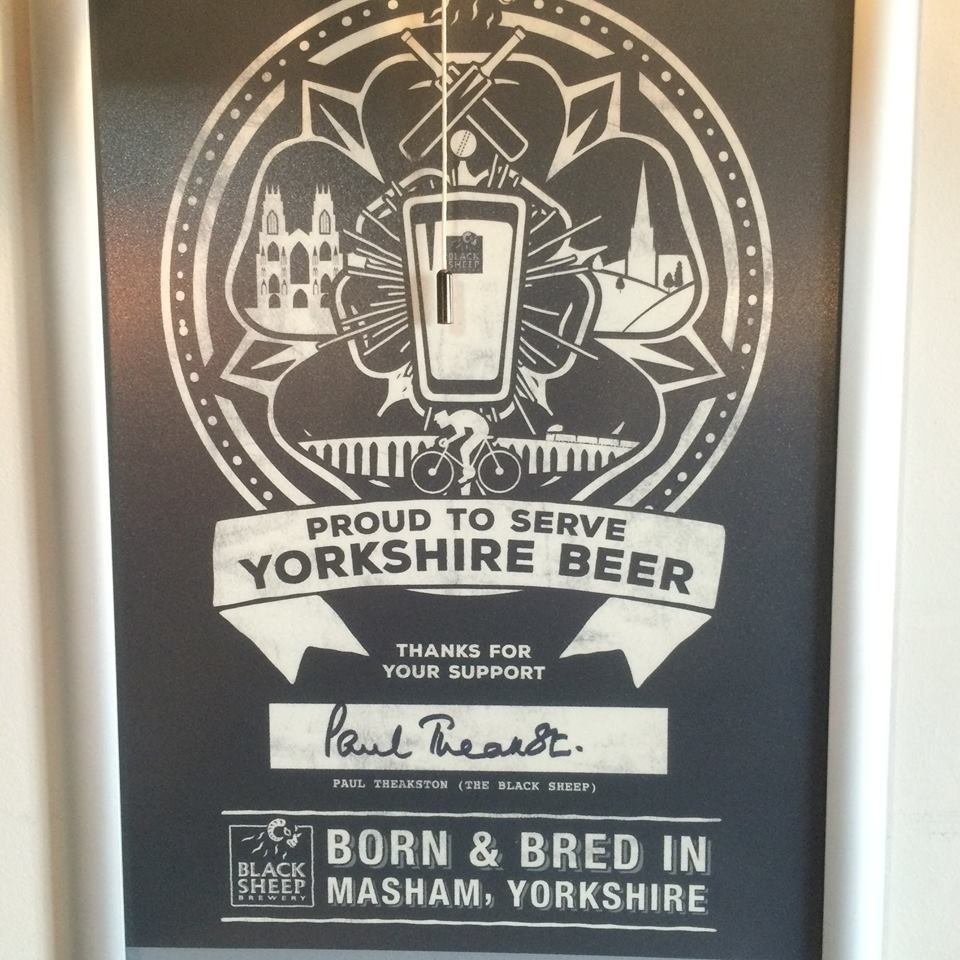 BLACK
SHEEP
PROUD TO SERVE
YORKSHIRE BEER
THANKS FOR
YOUR SUPPORT
Paul Theakston.
PAUL THEAKSTON (THE BLACK SHEEP)
BLACK
SHEEP
BREWERY
BORN & BRED IN
MASHAM, YORKSHIRE